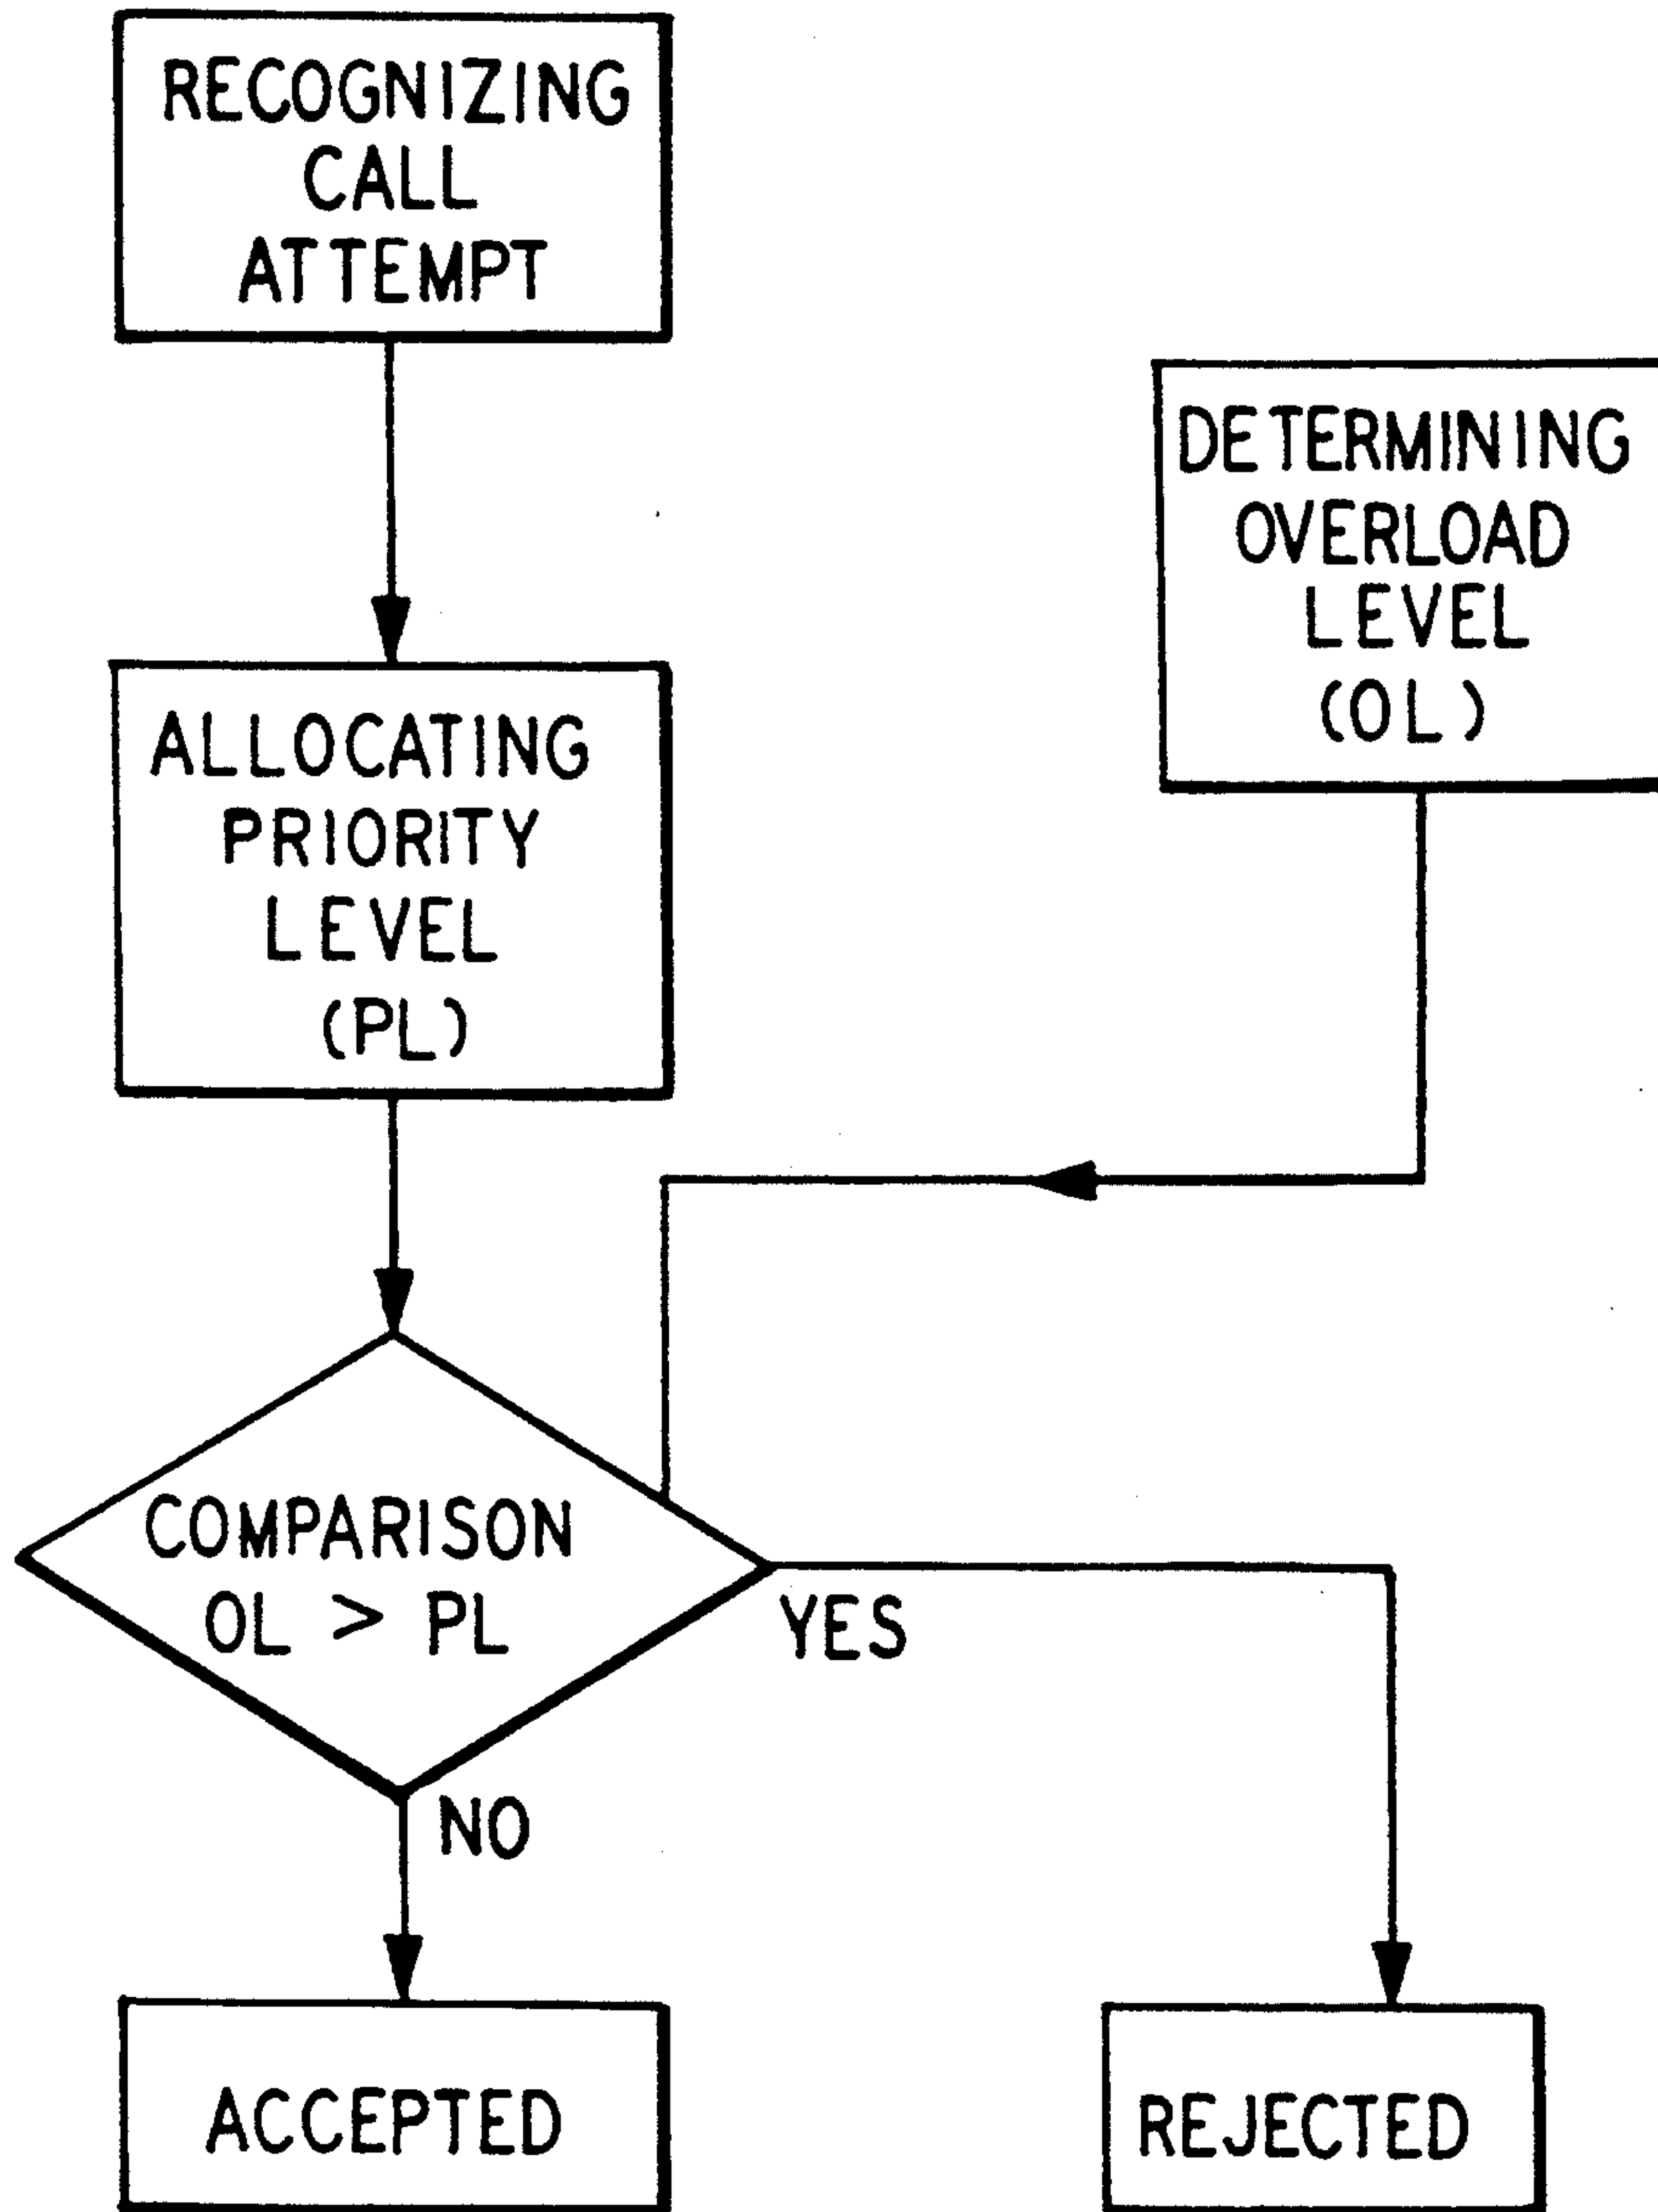 RECOGNIZING
CALL
ATTEMPT
DETERMINING
OVERLOAD
LEVEL
(OL)
ALLOCATING
PRIORITY
LEVEL
(PL)
COMPARISON
OL > PL
YES
NO
ACCEPTED
REJECTED